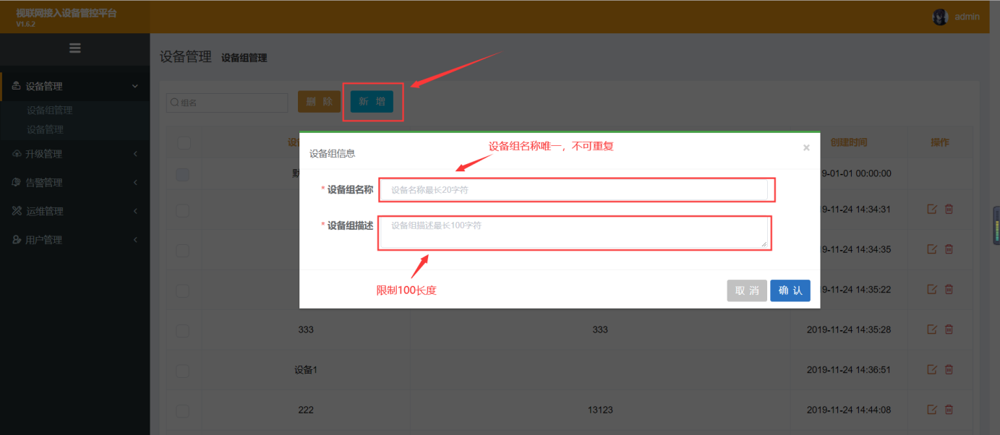 视联网接入设备管控平台
V1.6.2
admin
设备管理 设备组管理
设备管理
设备组管理
设备管理
升级管理
告警管理
运维管理
用户管理
组名
删 除
新 增
创建时间
操作
9-01-01 00:00:00
9-11-24 14:34:31
9-11-24 14:34:35
9-11-24 14:35:22
设备组名称唯一，不可重复
设备组信息
×
* 设备组名称
设备名称最长20字符
* 设备组描述
设备组描述最长100字符
限制100长度
取 消
确 认
333 333 2019-11-24 14:35:28
设备1 2019-11-24 14:36:51
222 13123 2019-11-24 14:44:08